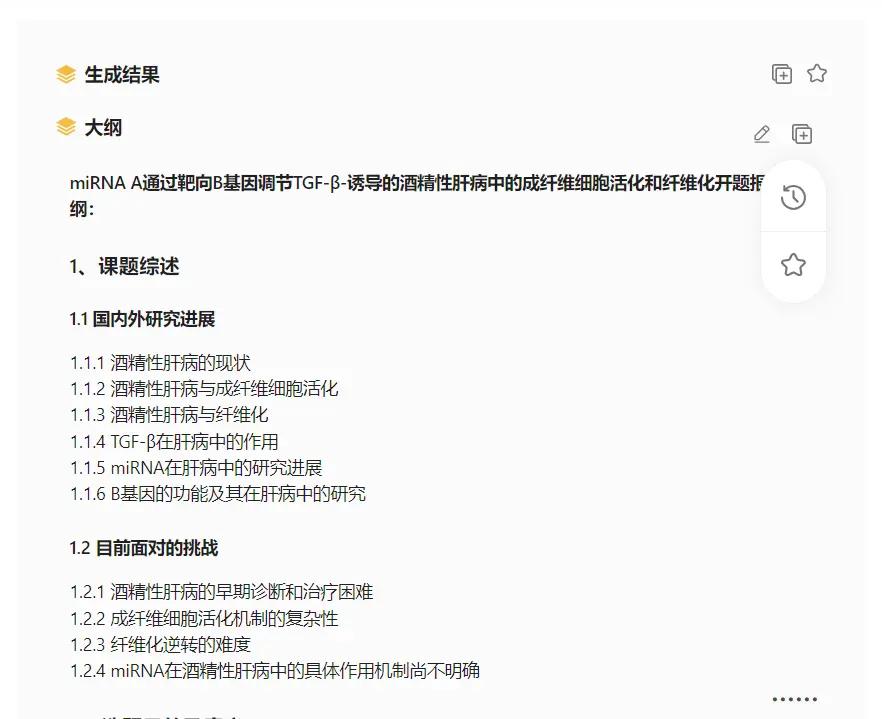 生成结果
大纲
miRNA A通过靶向B基因调节TGF-β-诱导的酒精性肝病中的成纤维细胞活化和纤维化开题
纲：
1、课题综述
1.1 国内外研究进展
1.1.1 酒精性肝病的现状
1.1.2 酒精性肝病与成纤维细胞活化
1.1.3 酒精性肝病与纤维化
1.1.4 TGF-β在肝病中的作用
1.1.5 miRNA在肝病中的研究进展
1.1.6 B基因的功能及其在肝病中的研究
1.2 目前面对的挑战
1.2.1 酒精性肝病的早期诊断和治疗困难
1.2.2 成纤维细胞活化机制的复杂性
1.2.3 纤维化逆转的难度
1.2.4 miRNA在酒精性肝病中的具体作用机制尚不明确